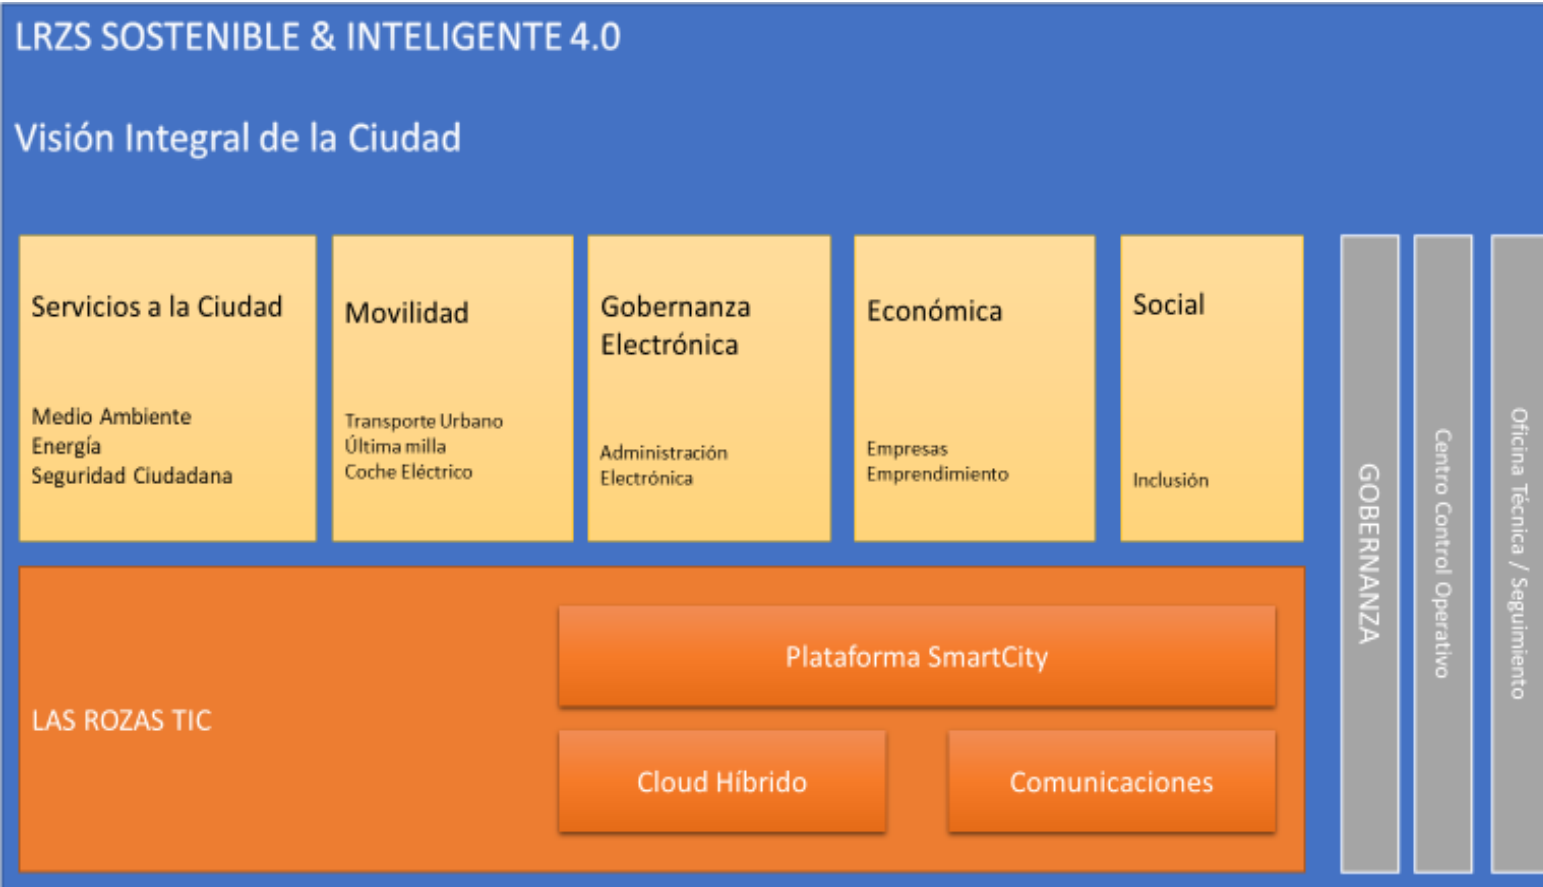 LRZS SOSTENIBLE & INTELIGENTE 4.0
Visión Integral de la Ciudad
Servicios a la Ciudad
Medio Ambiente
Energía
Seguridad Ciudadana
Movilidad
Transporte Urbano
Última milla
Coche Eléctrico
Gobernanza
Electrónica
Administración
Electrónica
Económica
Empresas
Emprendimiento
Social
Inclusión
GOBERNANZA
Centro Control Operativo
Oficina Técnica / Seguimiento
LAS ROZAS TIC
Plataforma SmartCity
Cloud Híbrido
Comunicaciones